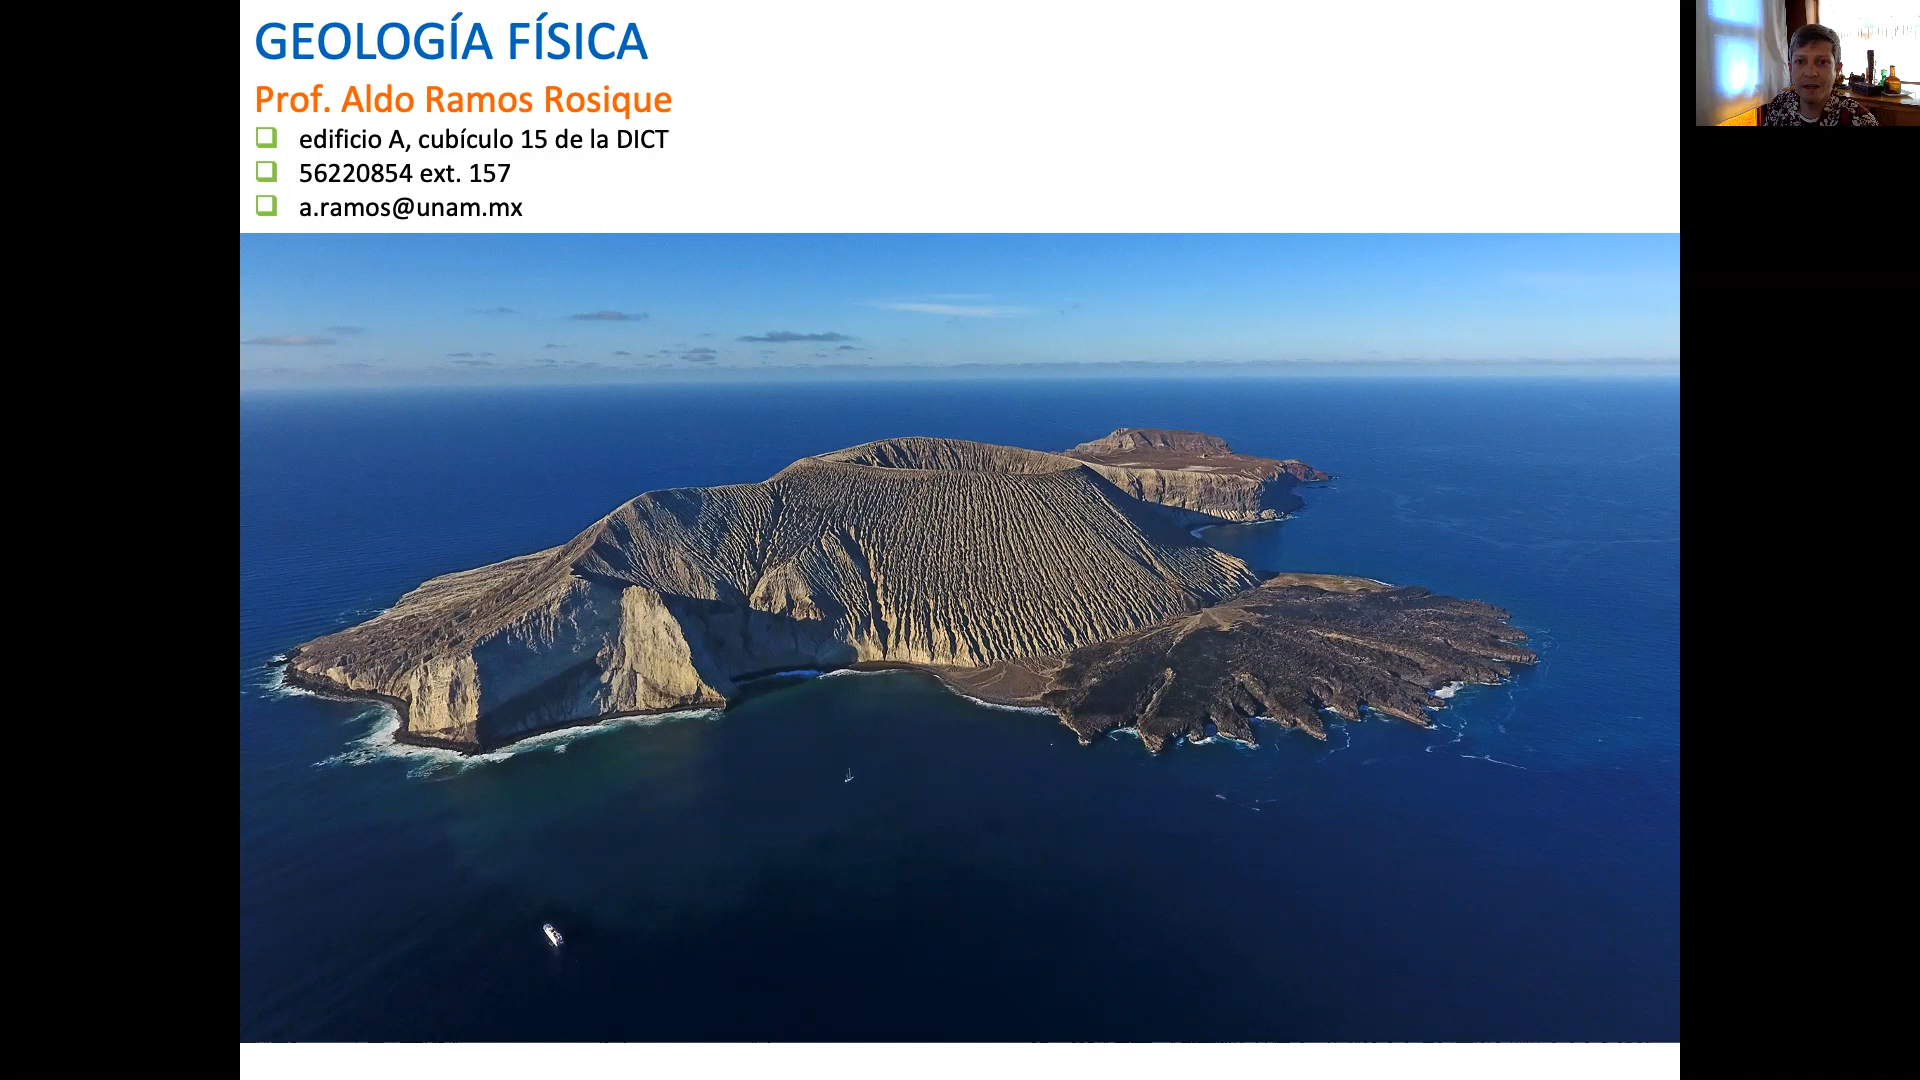 GEOLOGÍA FÍSICA
Prof. Aldo Ramos Rosique
edificio A, cubículo 15 de la DICT
56220854 ext. 157
a.ramos@unam.mx